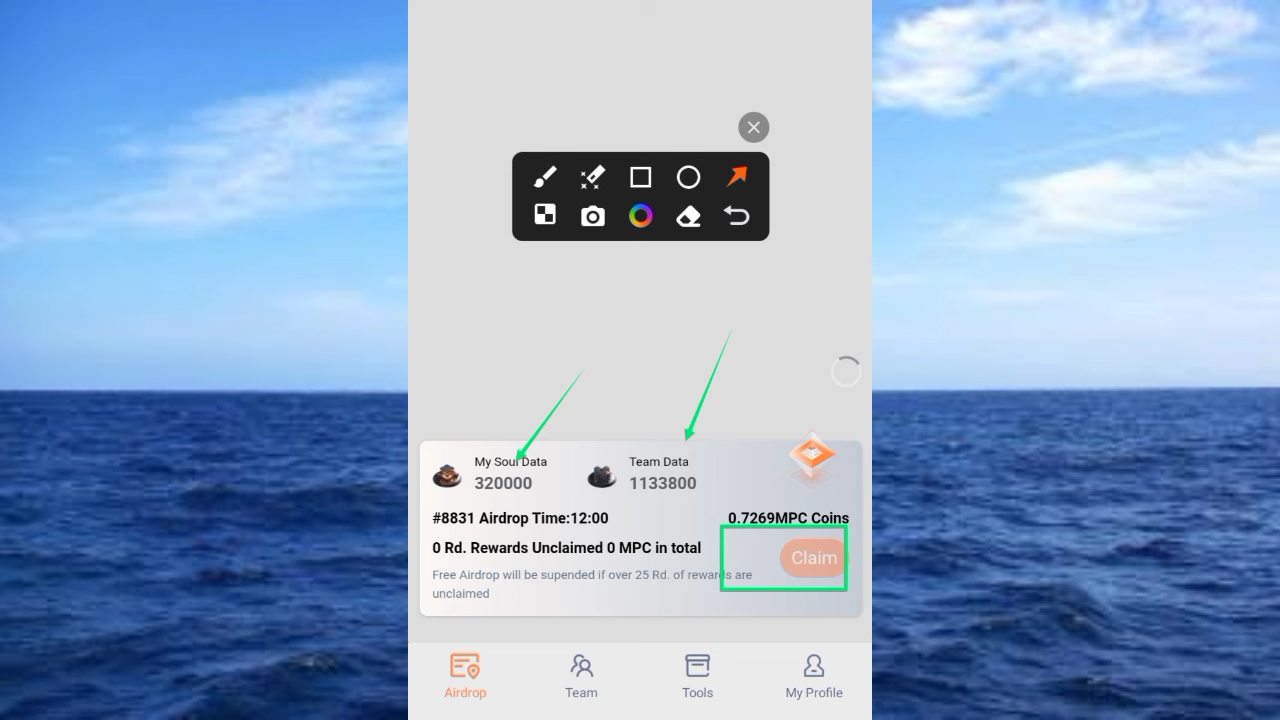 My Soul Data
Team Data
320000
1133800
#8831 Airdrop Time:12:00
0.7269MPC Coins
0 Rd. Rewards Unclaimed 0 MPC in total
Claim
Free Airdrop will be supended if over 25 Rd. of rewards are
unclaimed
Airdrop
Team
Tools
My Profile